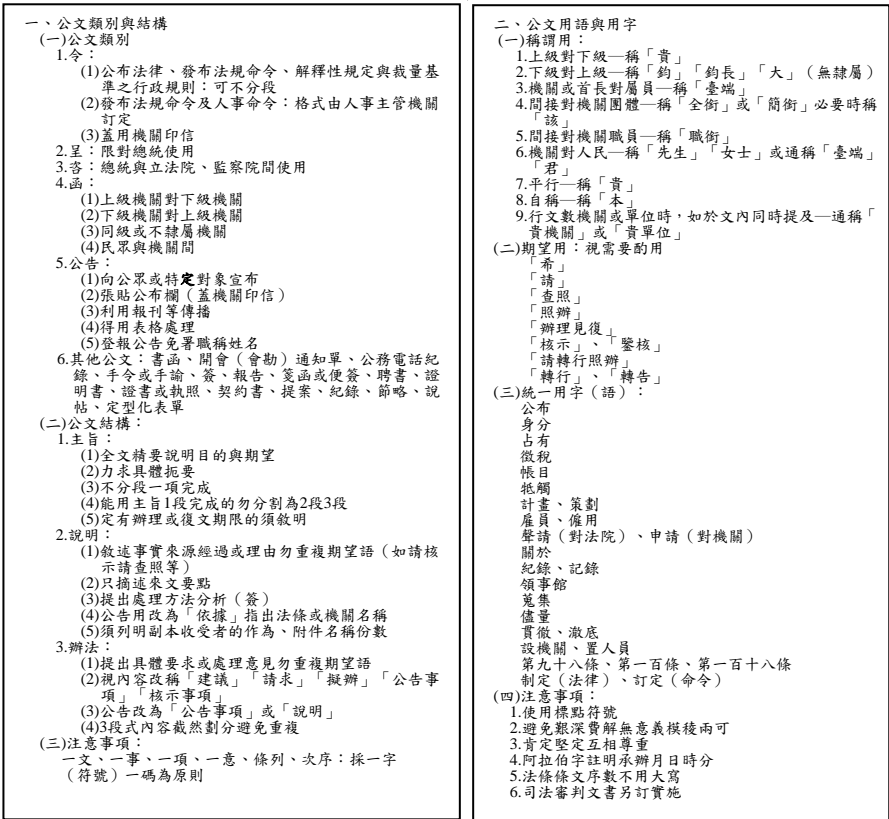 一、公文類別與結構
(一)公文類別
1.令：
(1)公布法律、發布法規命令、解釋性規定與裁量基
準之行政規則：可不分段
(2)發布法規命令及人事命令：格式由人事主管機關
訂定
(3)蓋用機關印信
2.呈：限對總統使用
3.咨：總統與立法院、監察院間使用
4.函：
(1)上級機關對下級機關
(2)下級機關對上級機關
(3)同級或不隸屬機關
(4)民眾與機關間
5.公告：
(1)向公眾或特定對象宣布
(2)張貼公布欄（蓋機關印信）
(3)利用報刊等傳播
(4)得用表格處理
(5)登報公告免署職稱姓名
6.其他公文：書函、開會（會勘）通知單、公務電話紀
錄、手令或手諭、簽、報告、箋函或便簽、聘書、證
明書、證書或執照、契約書、提案、紀錄、節略、說
帖、定型化表單
(二)公文結構：
1.主旨：
(1)全文精要說明目的與期望
(2)力求具體扼要
(3)不分段一項完成
(4)能用主旨1段完成的勿分割為2段3段
(5)定有辦理或復文期限的須敘明
2.說明：
(1)敘述事實來源經過或理由勿重複期望語（如請核
示請查照等）
(2)只摘述來文要點
(3)提出處理方法分析（簽）
(4)公告用改為「依據」指出法條或機關名稱
(5)須列明副本收受者的作為、附件名稱份數
3.辦法：
(1)提出具體要求或處理意見勿重複期望語
(2)視內容改稱「建議」「請求」「擬辦」「公告事
項」「核示事項」
(3)公告改為「公告事項」或「說明」
(4)3段式內容截然劃分避免重複
(三)注意事項：
一文、一事、一項、一意、條列、次序：採一字
（符號）一碼為原則
二、公文用語與用字
(一)稱謂用：
1.上級對下級—稱「貴」
2.下級對上級—稱「鈞」「鈞長」「大」（無隸屬）
3.機關或首長對屬員—稱「臺端」
4.間接對機關團體—稱「全銜」或「簡銜」必要時稱
「該」
5.間接對機關職員—稱「職銜」
6.機關對人民—稱「先生」「女士」或通稱「臺端」
「君」
7.平行—稱「貴」
8.自稱—稱「本」
9.行文數機關或單位時，如於文內同時提及—通稱「
貴機關」或「貴單位」
(二)期望用：視需要酌用
「希」
「請」
「查照」
「照辦」
「辦理見復」
「核示」、「鑒核」
「請轉行照辦」
「轉行」、「轉告」
(三)統一用字（語）：
公布
身分
占有
徵稅
帳目
牴觸
計畫、策劃
雇員、僱用
聲請（對法院）、申請（對機關）
關於
紀錄、記錄
領事館
蒐集
儘量
貫徹、澈底
設機關、置人員
第九十八條、第一百條、第一百十八條
制定（法律）、訂定（命令）
(四)注意事項：
1.使用標點符號
2.避免艱深費解無意義模稜兩可
3.肯定堅定互相尊重
4.阿拉伯字註明承辦月日時分
5.法條條文序數不用大寫
6.司法審判文書另訂實施